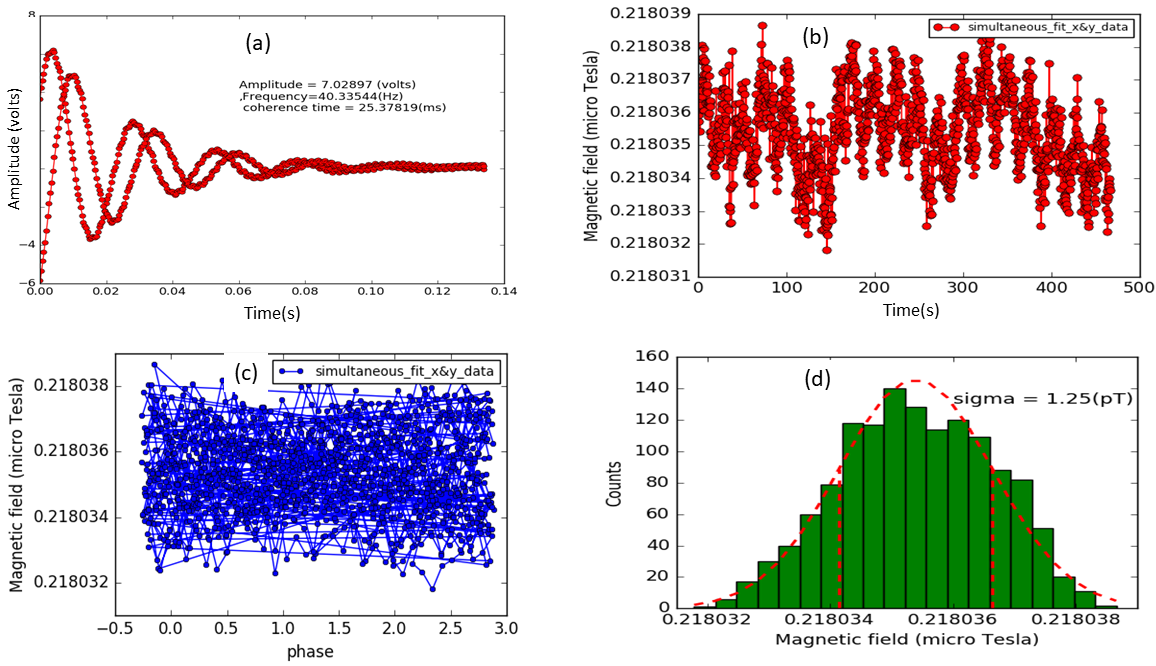 8
(a)
Amplitude = 7.02897 (volts)
,Frequency=40.33544(Hz)
coherence time = 25.37819(ms)
Amplitude (volts)
−4
−6
0.00 0.02 0.04 0.06 0.08 0.10 0.12 0.14
Time(s)
0.218039
0.218038
0.218037
0.218036
0.218035
0.218034
0.218033
0.218032
0.218031
Magnetic field (micro Tesla)
(b)
simultaneous_fit_x&y_data
0 100 200 300 400 500
Time(s)
0.218038
0.218036
0.218034
0.218032
Magnetic field (micro Tesla)
(c)
simultaneous_fit_x&y_data
−0.5 0.0 0.5 1.0 1.5 2.0 2.5 3.0
phase
160
140
120
100
80
60
40
20
0
Counts
(d)
sigma = 1.25(pT)
0.218032 0.218034 0.218036 0.218038
Magnetic field (micro Tesla)